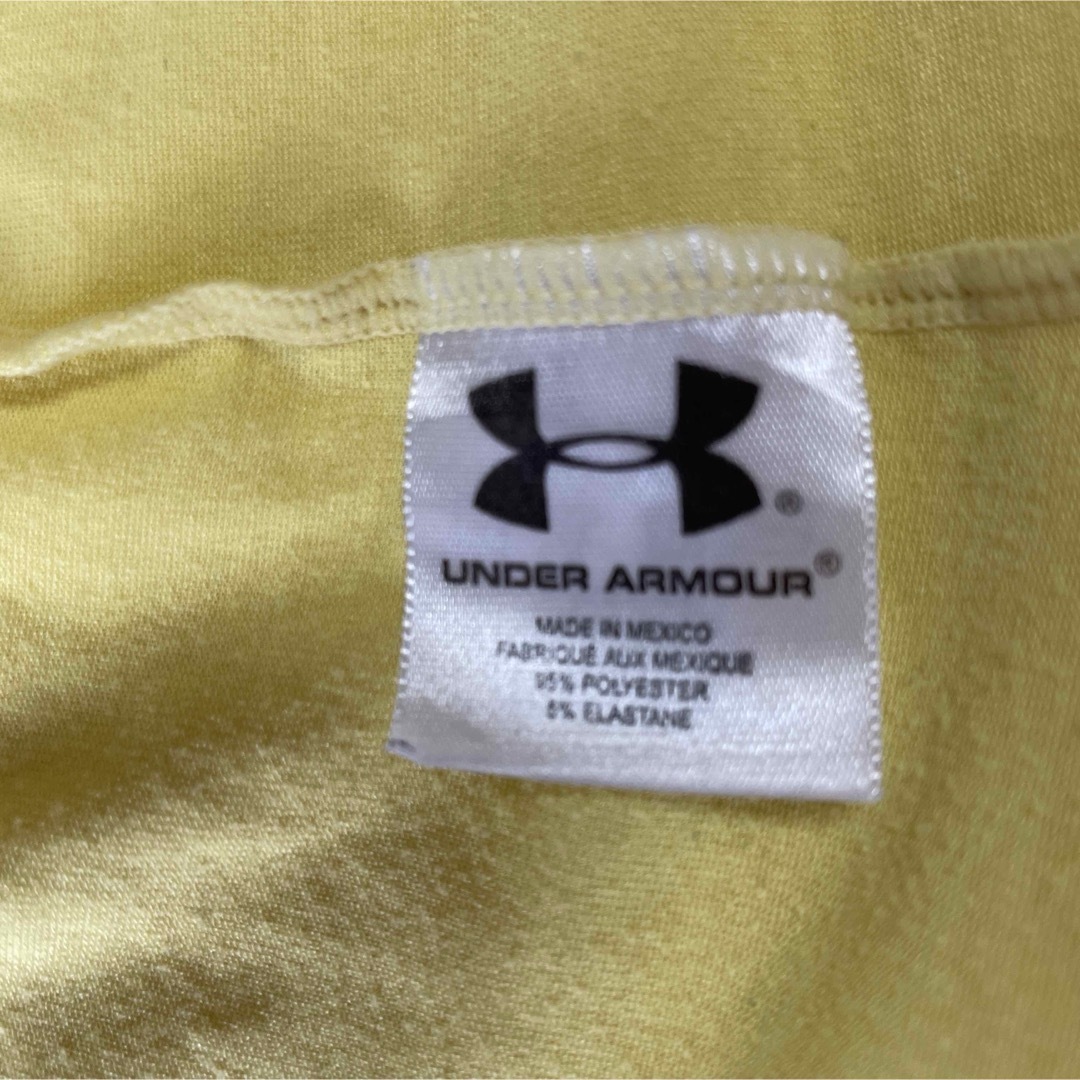 ®
UNDER ARMOUR®
MADE IN MEXICO
FABRIQUÉ AUX MEXIQUE
95% POLYESTER
5% ELASTANE